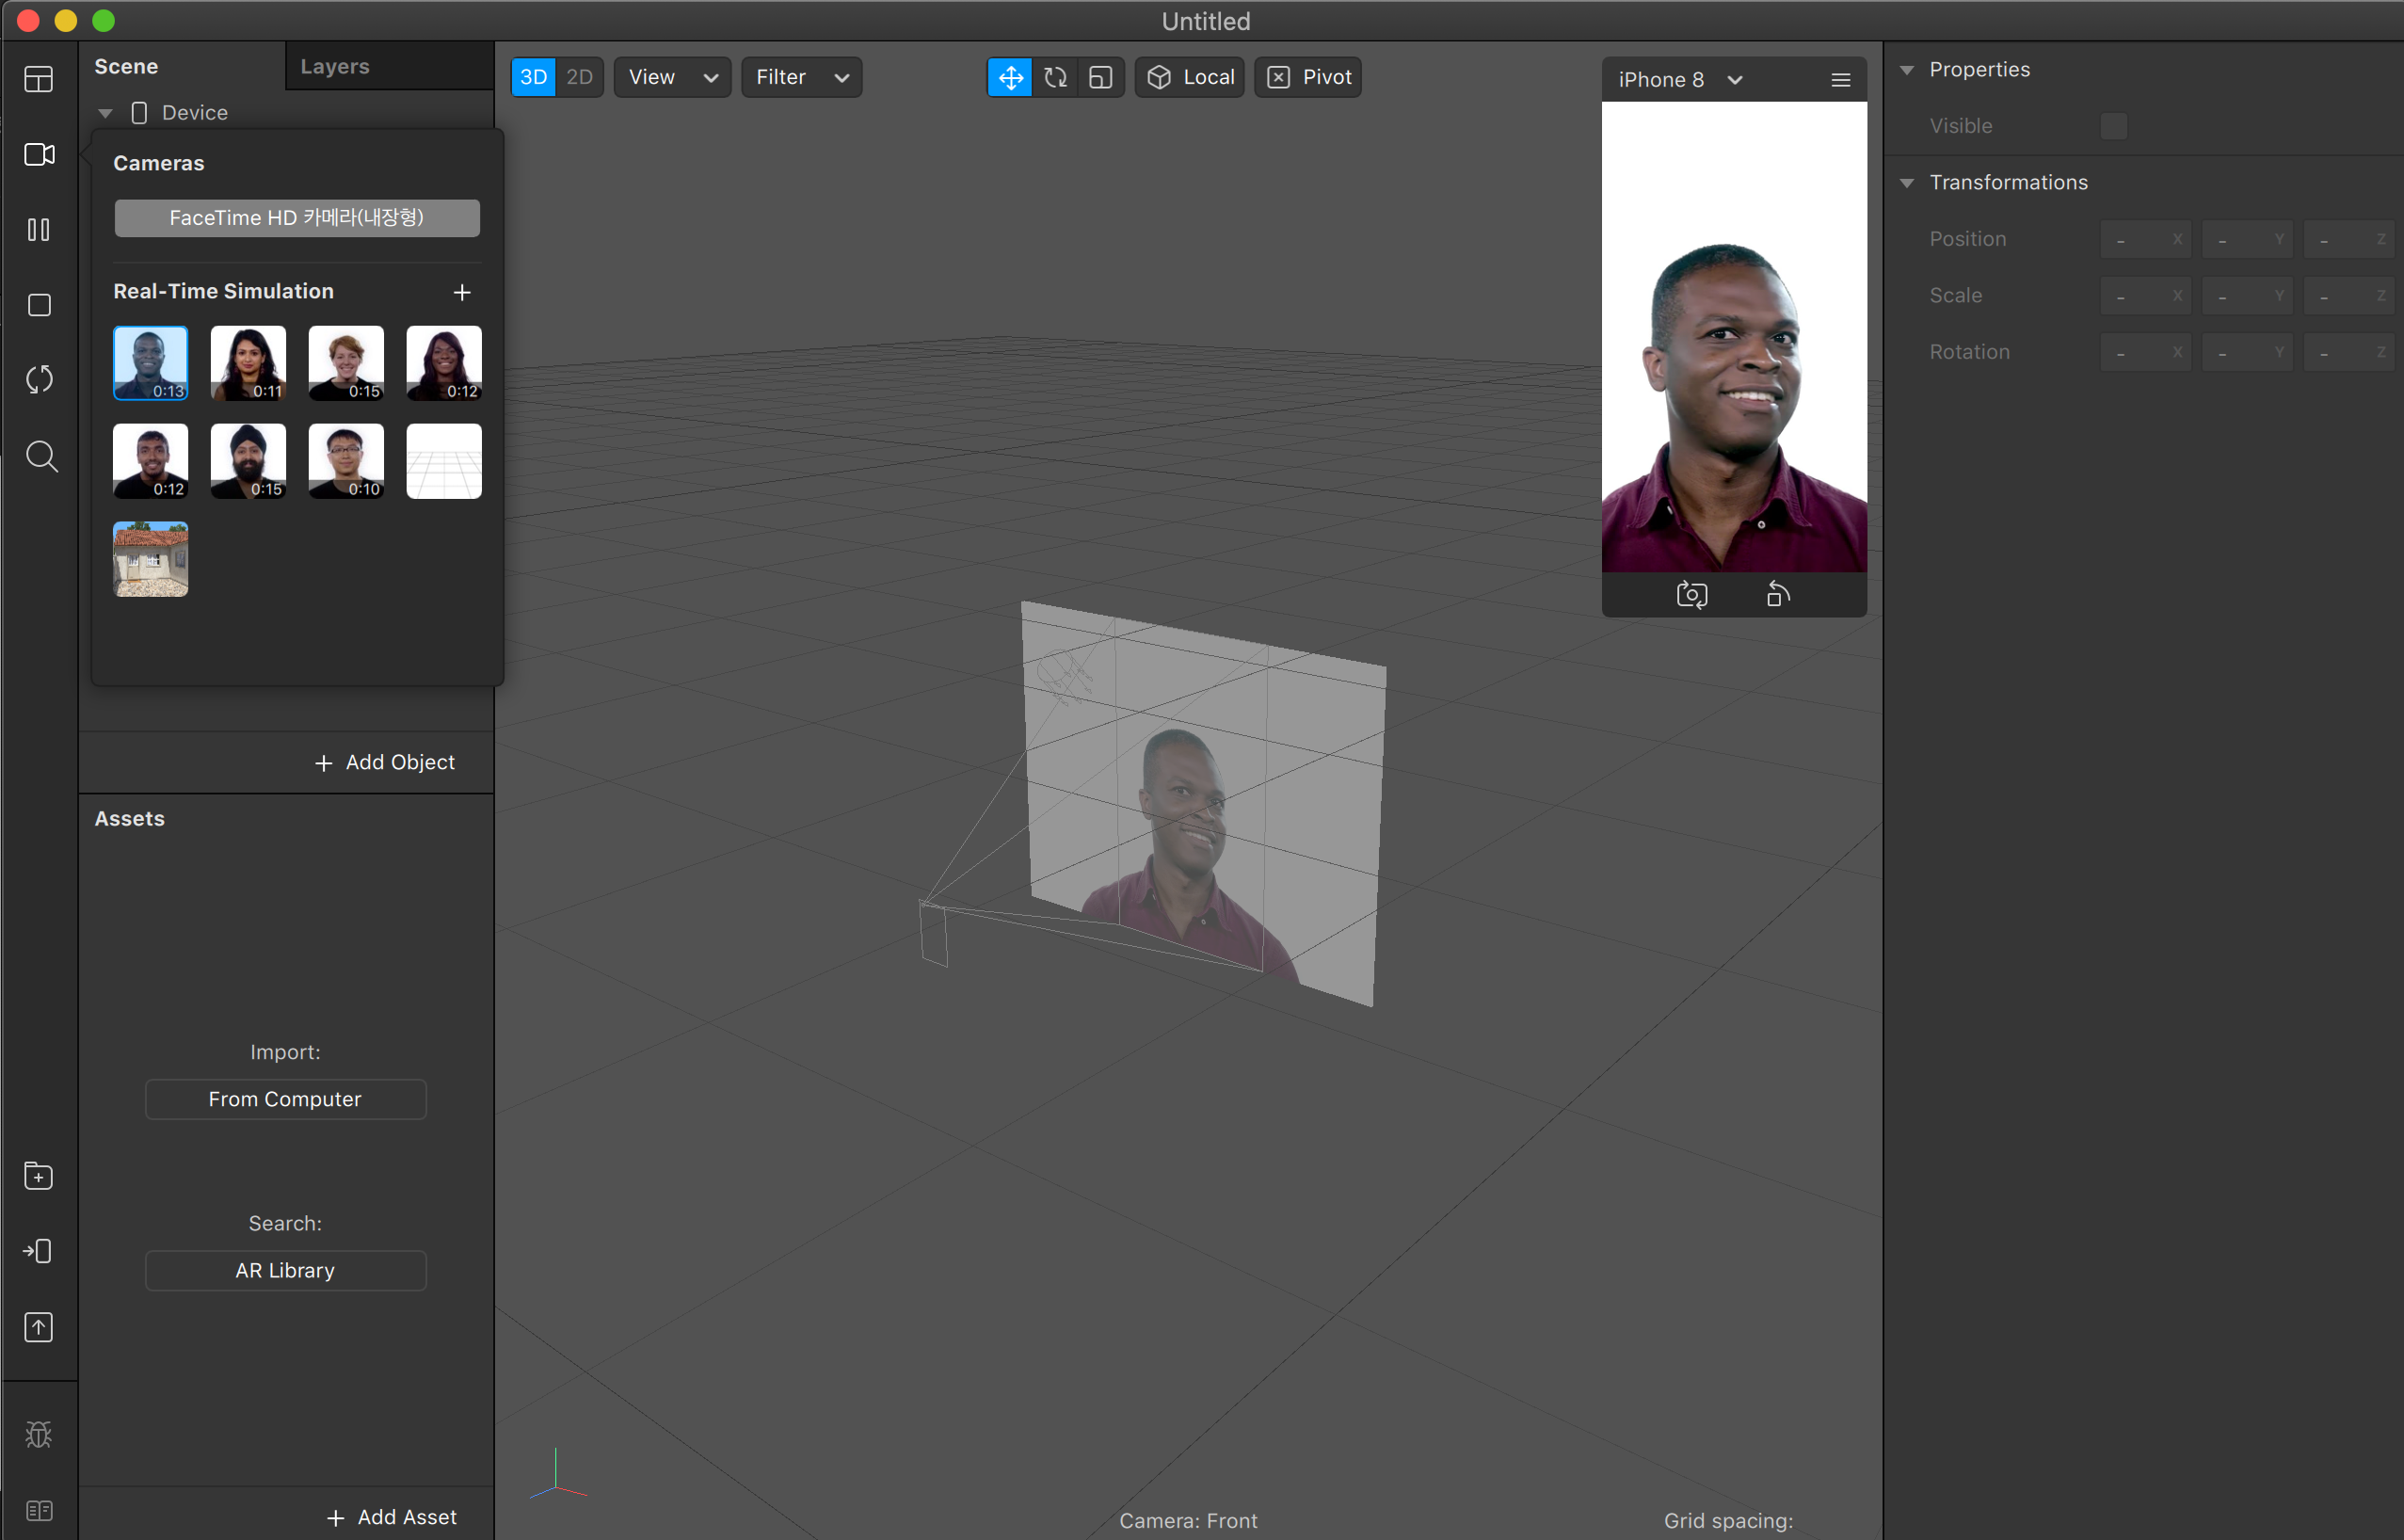 Untitled
Scene
Layers
Device
Cameras
FaceTime HD 카메라(내장형)
Real-Time Simulation
0:13
0:11
0:15
0:12
0:12
0:15
0:10
Add Object
Assets
Import:
From Computer
Search:
AR Library
Add Asset
3D 2D View Filter Local Pivot
iPhone 8
Camera: Front
Grid spacing:
Properties
Visible
Transformations
Position - X - Y - Z
Scale - X - Y - Z
Rotation - X - Y - Z